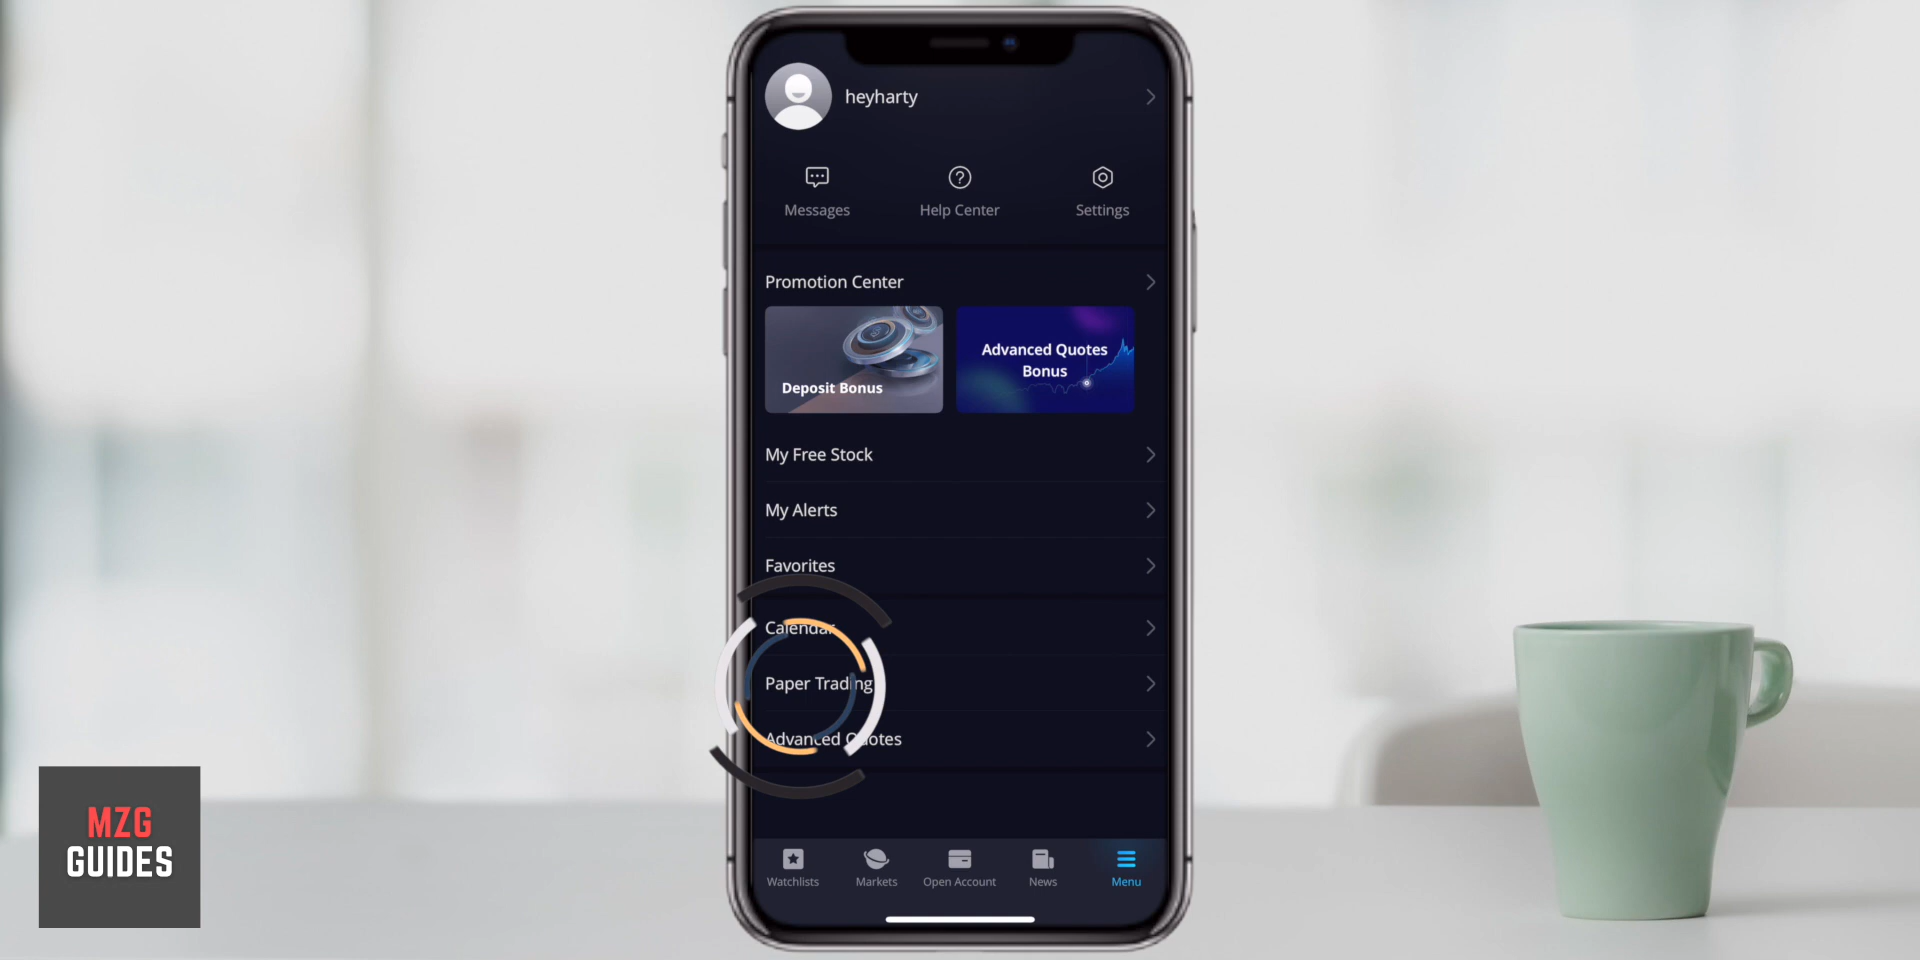 heyharty
Messages
Help Center
Settings
Promotion Center
Deposit Bonus
Advanced Quotes
Bonus
My Free Stock
My Alerts
Favorites
Calendar
Paper Trading
Advanced Quotes
Watchlists
Markets
Open Account
News
Menu
MZG
GUIDES